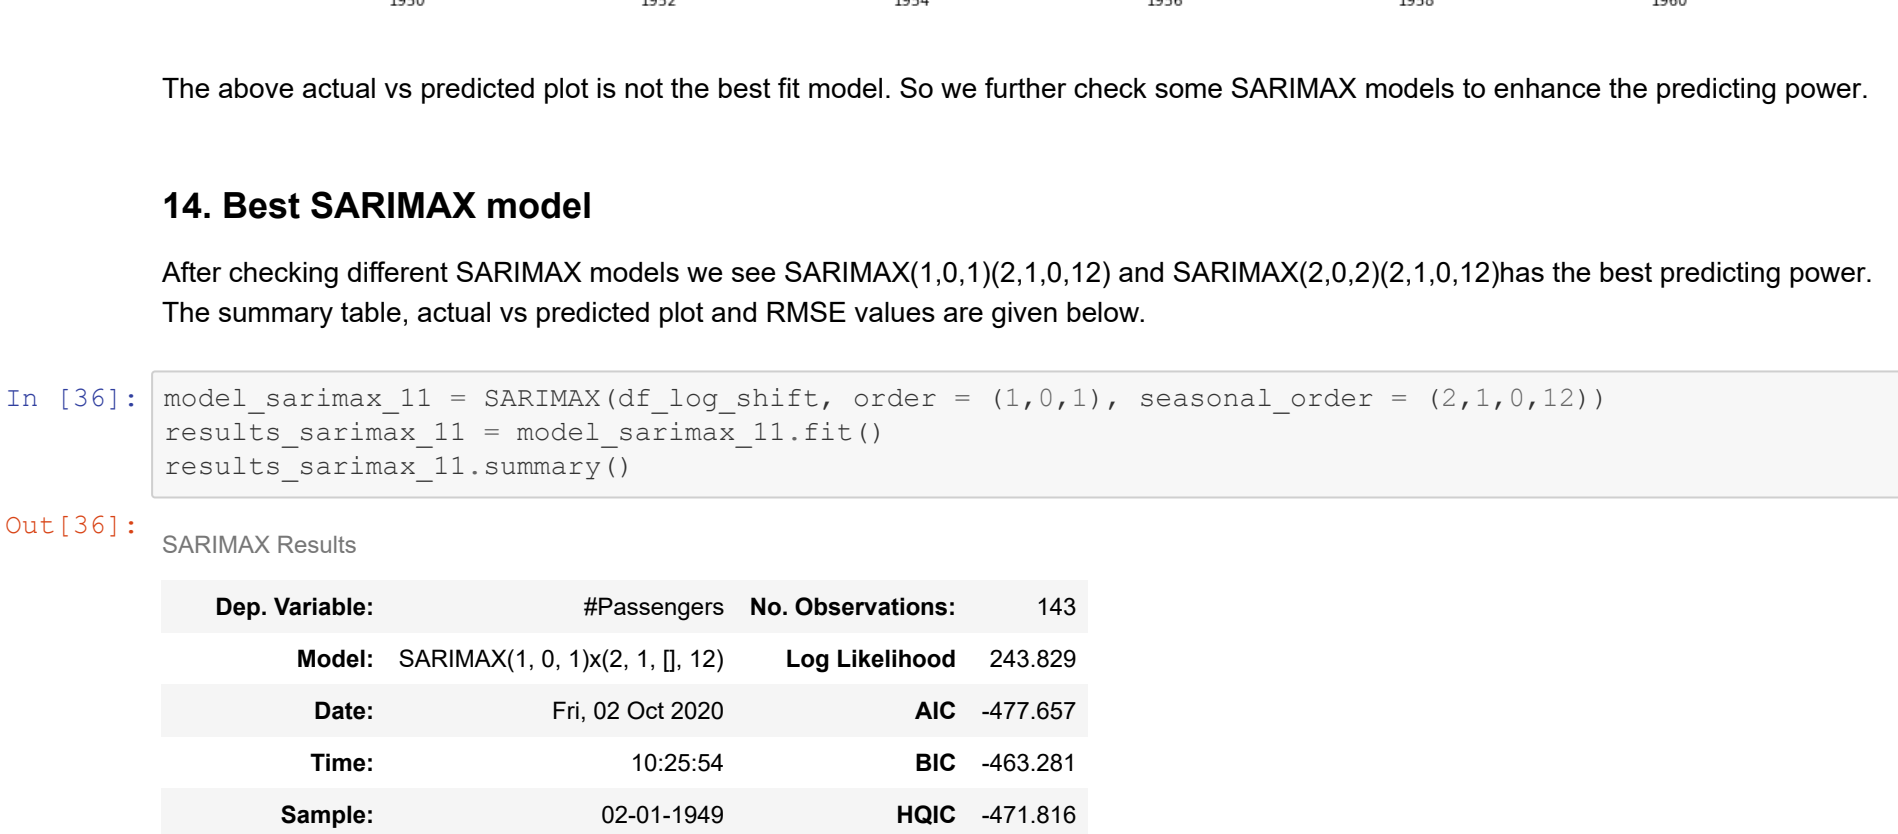 1950 1952 1954 1956 1958 1960
The above actual vs predicted plot is not the best fit model. So we further check some SARIMAX models to enhance the predicting power.
14. Best SARIMAX model
After checking different SARIMAX models we see SARIMAX(1,0,1)(2,1,0,12) and SARIMAX(2,0,2)(2,1,0,12)has the best predicting power.
The summary table, actual vs predicted plot and RMSE values are given below.
In [36]: model_sarimax_11 = SARIMAX(df_log_shift, order = (1,0,1), seasonal_order = (2,1,0,12))
results_sarimax_11 = model_sarimax_11.fit()
results_sarimax_11.summary()
Out[36]:
SARIMAX Results
Dep. Variable: #Passengers No. Observations: 143
Model: SARIMAX(1, 0, 1)x(2, 1, [], 12) Log Likelihood 243.829
Date: Fri, 02 Oct 2020 AIC -477.657
Time: 10:25:54 BIC -463.281
Sample: 02-01-1949 HQIC -471.816